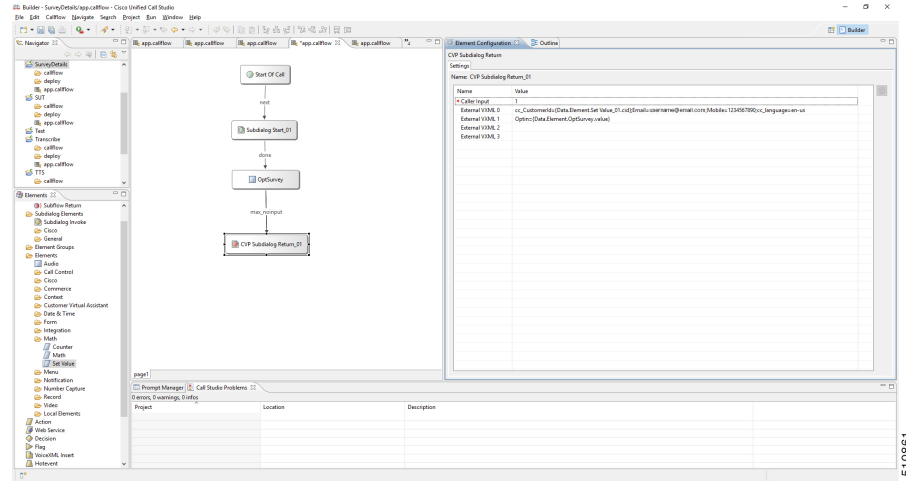 Builder - SurveyDetails/app.callflow - Cisco Unified Call Studio
File Edit Callflow Navigate Search Project Run Window Help
Builder
Navigator
app.callflow
app.callflow
app.callflow
*app.callflow
app.callflow
Element Configuration
Outline
SurveyDetails
callflow
deploy
app.callflow
SUT
callflow
deploy
app.callflow
Test
Transcribe
callflow
deploy
app.callflow
TTS
callflow
Elements
Subflow Return
Subdialog Elements
Subdialog Invoke
Cisco
General
Element Groups
Elements
Audio
Call Control
Cisco
Commerce
Context
Customer Virtual Assistant
Date & Time
Form
Integration
Math
Counter
Math
Set Value
Menu
Notification
Number Capture
Record
Video
Local Elements
Action
Web Service
Decision
Flag
VoiceXML Insert
Hotevent
Start Of Call
next
Subdialog Start_01
done
OptSurvey
max_noinput
CVP Subdialog Return_01
page1
CVP Subdialog Return
Settings
Name: CVP Subdialog Return_01
Name Value
* Caller Input 1
External VXML 0 cc_CustomerId={Data.Element.Set Value_01.cid};Email=username@email.com;Mobile=1234567890;cc_language=en-us
External VXML 1 Optin={Data.Element.OptSurvey.value}
External VXML 2
External VXML 3
Prompt Manager
Call Studio Problems
0 errors, 0 warnings, 0 infos
Project Location Description
519861